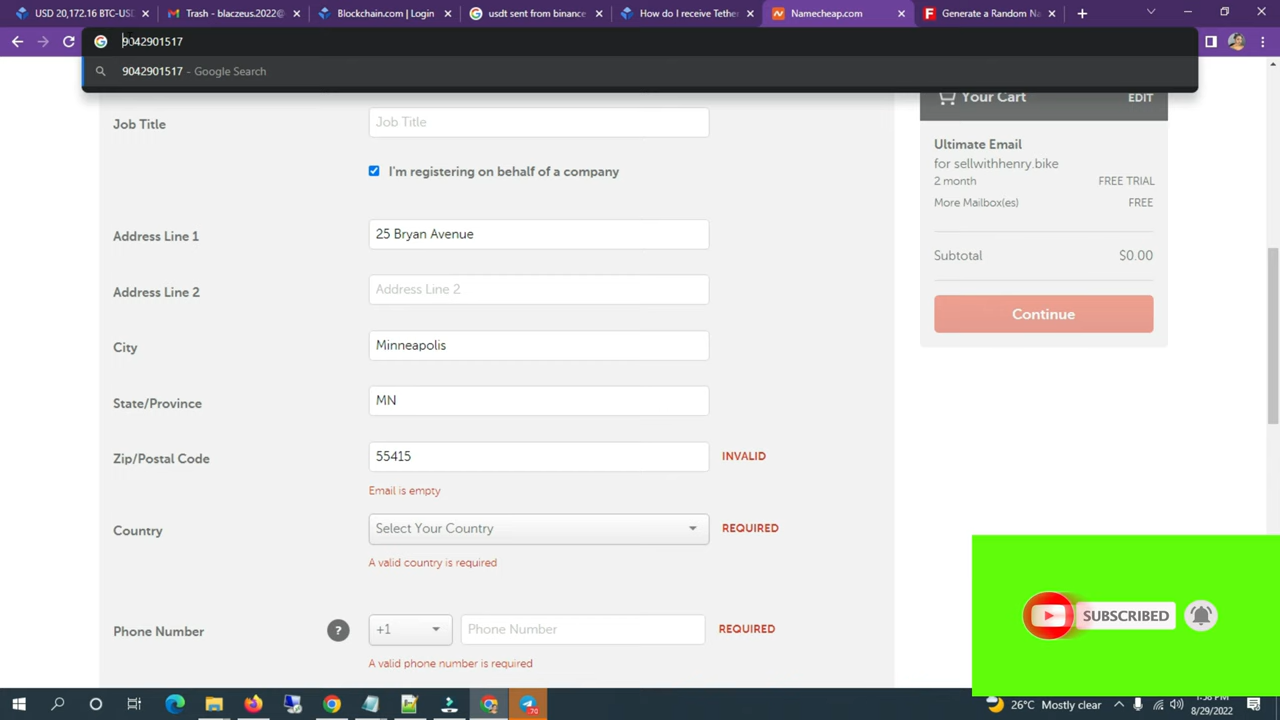 USD 20,172.16 BTC-USD
Trash - blaczeus.2022@
Blockchain.com | Login
usdt sent from binance
How do I receive Tether
Namecheap.com
Generate a Random Na
9042901517
9042901517 - Google Search
Your Cart
EDIT
Job Title
Job Title
I'm registering on behalf of a company
Ultimate Email
for sellwithhenry.bike
2 month
FREE TRIAL
More Mailbox(es)
FREE
Address Line 1
25 Bryan Avenue
Subtotal
$0.00
Address Line 2
Address Line 2
Continue
City
Minneapolis
State/Province
MN
Zip/Postal Code
55415
INVALID
Email is empty
Country
Select Your Country
REQUIRED
A valid country is required
Phone Number
?
+1
Phone Number
REQUIRED
A valid phone number is required
SUBSCRIBED
26°C Mostly clear
1:58 PM
8/29/2022